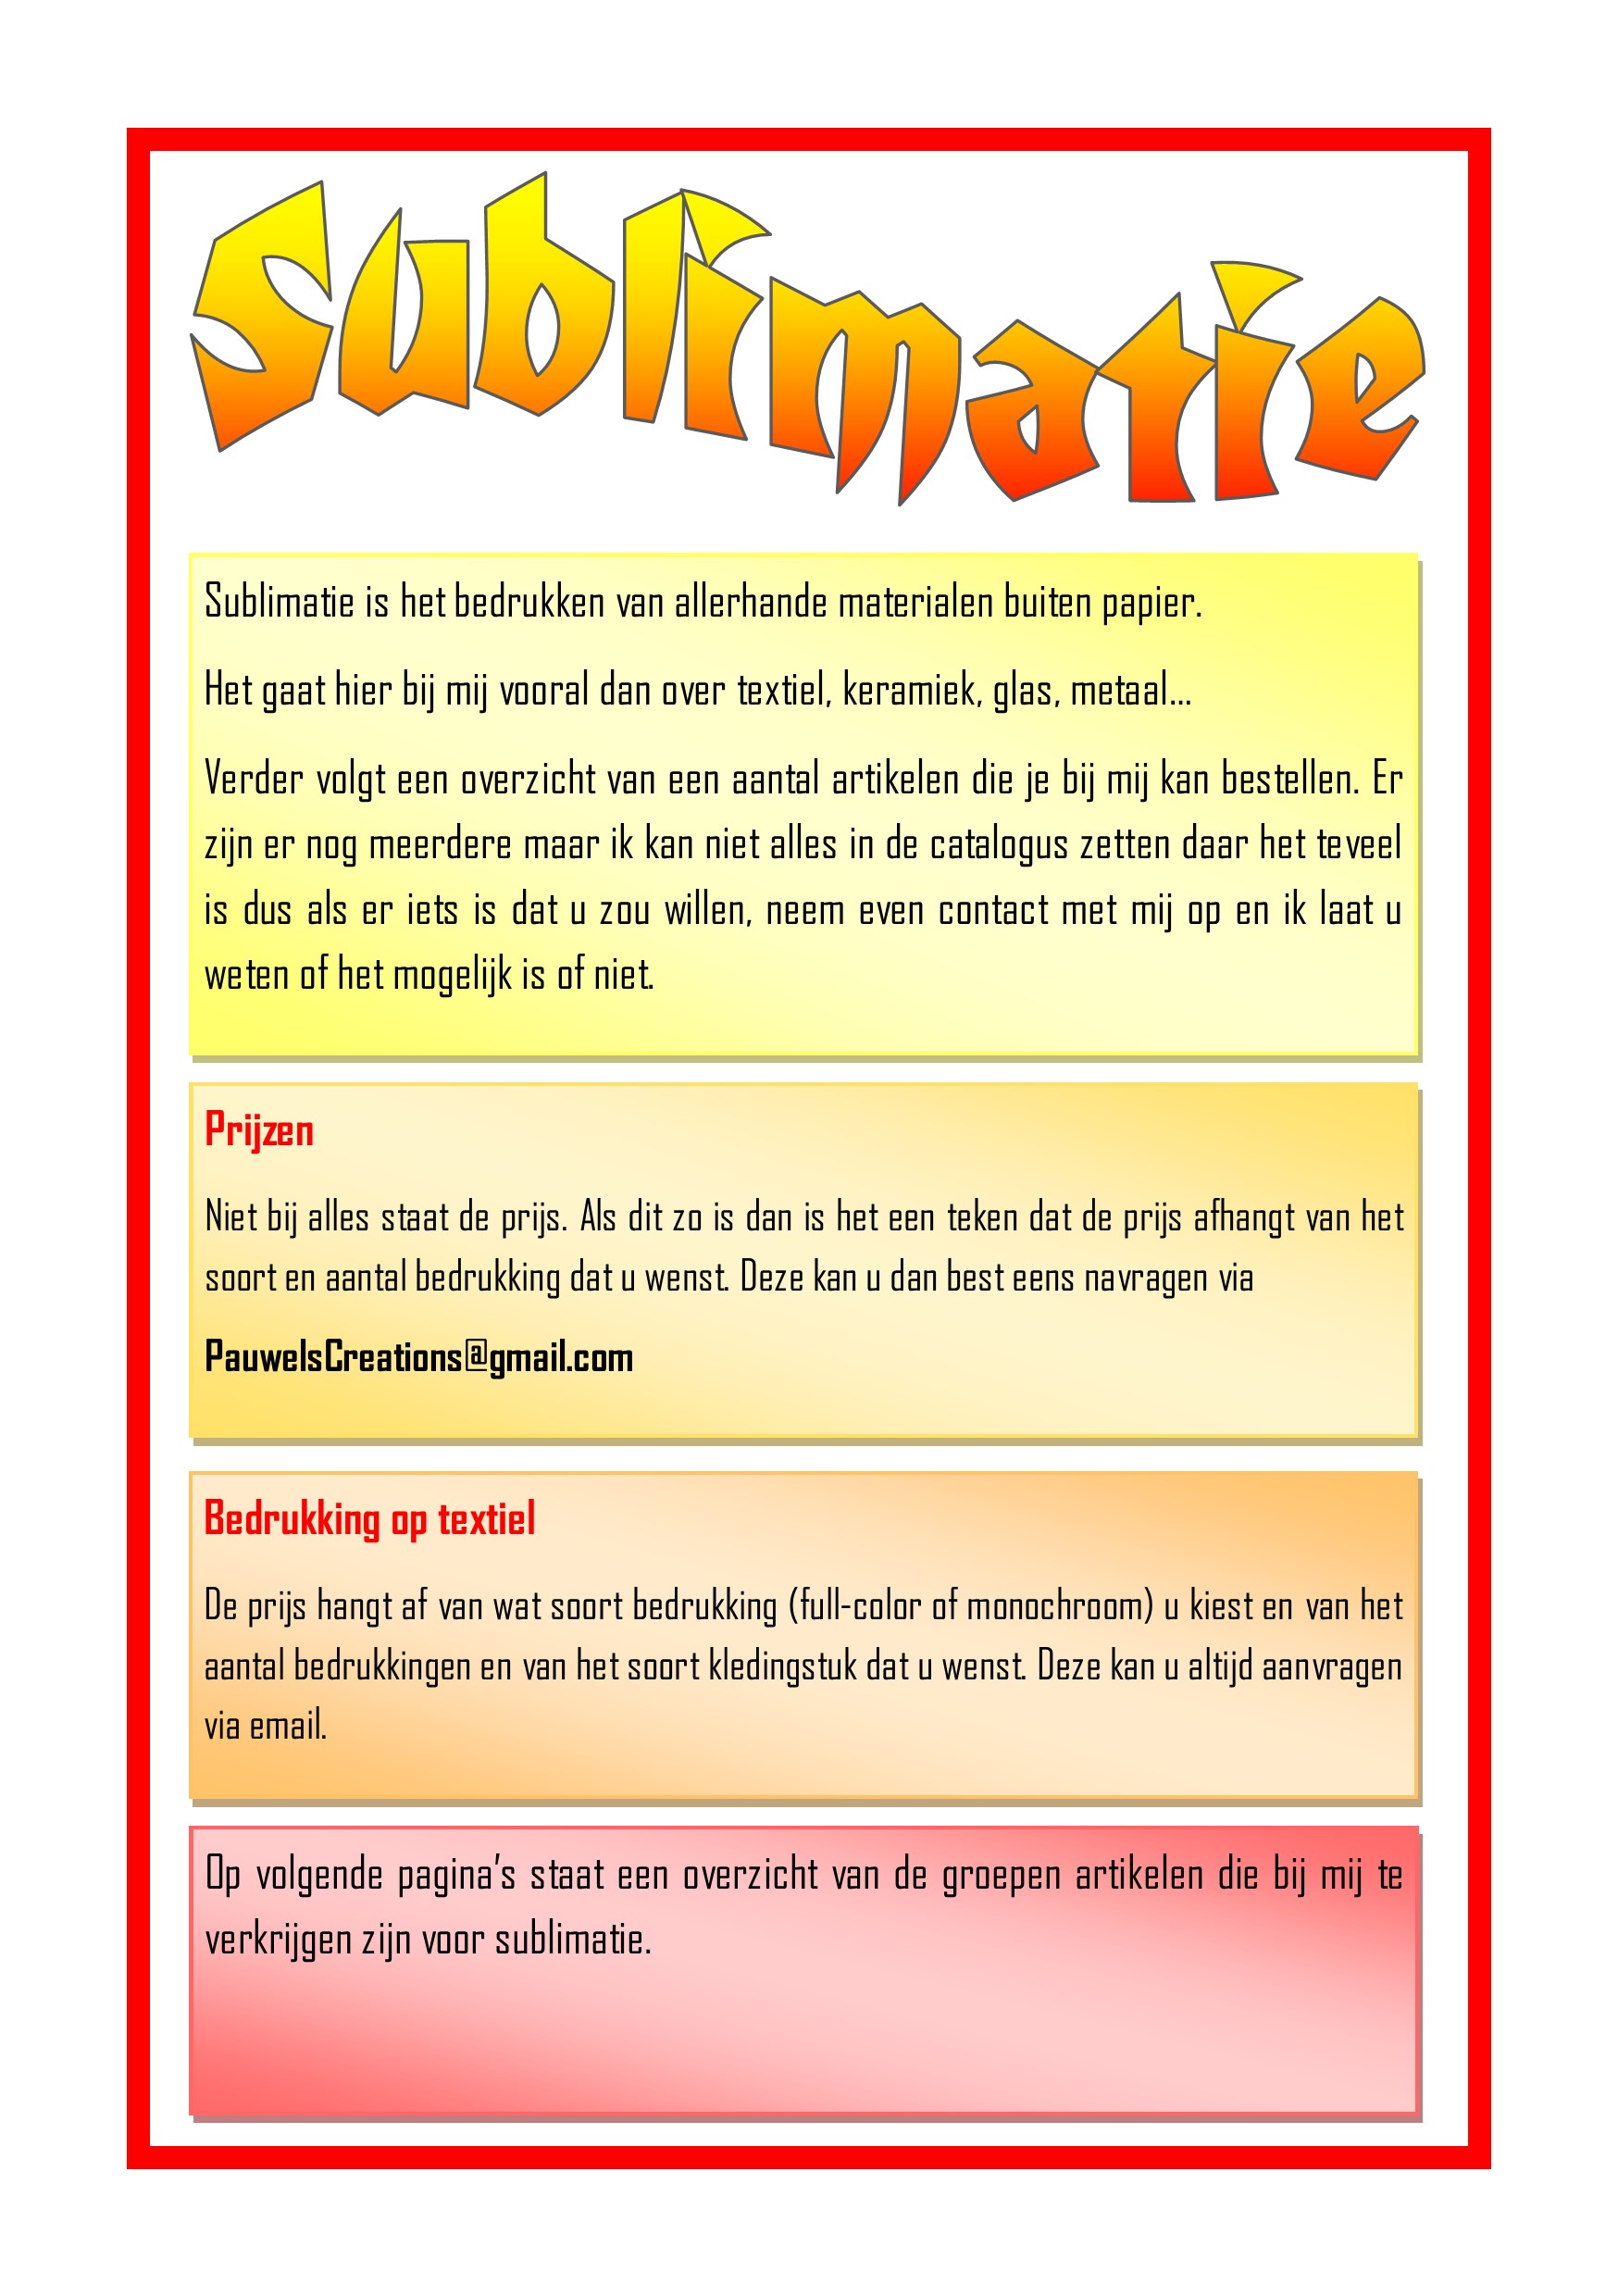 Sublimatie
Sublimatie is het bedrukken van allerhande materialen buiten papier.
Het gaat hier bij mij vooral dan over textiel, keramiek, glas, metaal...
Verder volgt een overzicht van een aantal artikelen die je bij mij kan bestellen. Er
zijn er nog meerdere maar ik kan niet alles in de catalogus zetten daar het teveel
is dus als er iets is dat u zou willen, neem even contact met mij op en ik laat u
weten of het mogelijk is of niet.
Prijzen
Niet bij alles staat de prijs. Als dit zo is dan is het een teken dat de prijs afhangt van het
soort en aantal bedrukking dat u wenst. Deze kan u dan best eens navragen via
PauwelsCreations@gmail.com
Bedrukking op textiel
De prijs hangt af van wat soort bedrukking (full-color of monochroom) u kiest en van het
aantal bedrukkingen en van het soort kledingstuk dat u wenst. Deze kan u altijd aanvragen
via email.
Op volgende pagina's staat een overzicht van de groepen artikelen die bij mij te
verkrijgen zijn voor sublimatie.